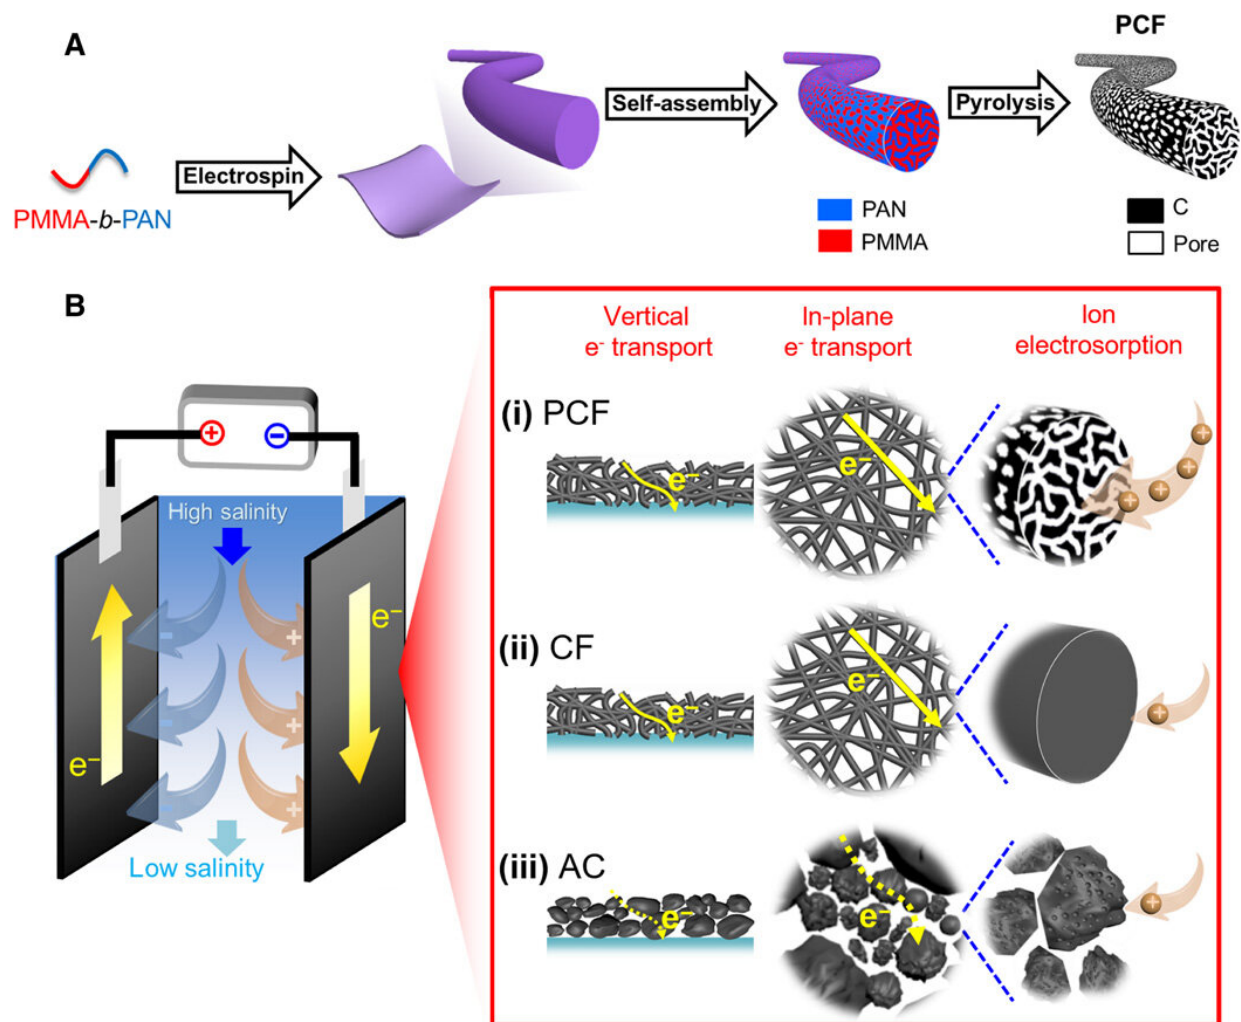 A
PCF
Electrospin
Self-assembly
Pyrolysis
PMMA-b-PAN
PAN
PMMA
C
Pore
B
Vertical
e⁻ transport
In-plane
e⁻ transport
Ion
electrosorption
High salinity
e⁻
e⁻
Low salinity
(i) PCF
e⁻
e⁻
(ii) CF
e⁻
e⁻
(iii) AC
e⁻
e⁻